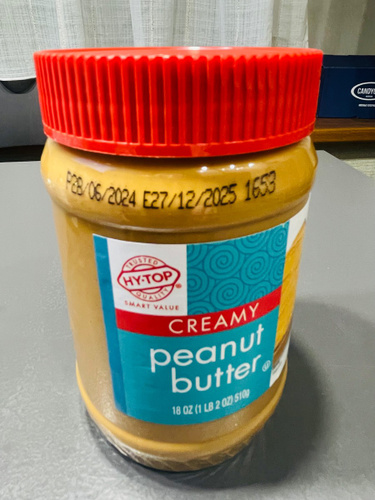 P28/06/2024 E27/12/2025 1653
TRUSTED
HY-TOP®
QUALITY
SMART VALUE
CREAMY
peanut
butter
18 OZ (1 LB 2 OZ) 510g